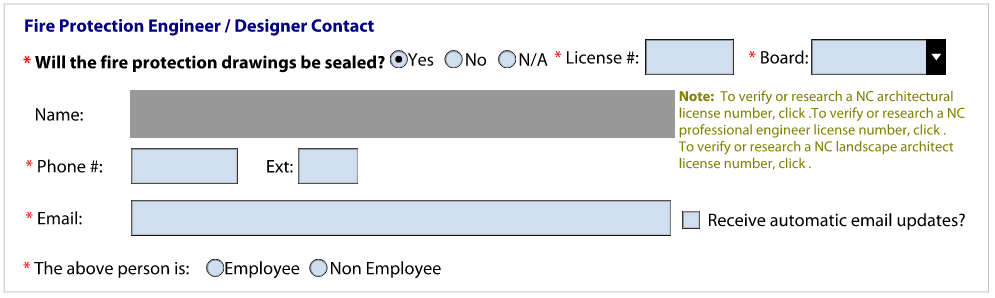 Fire Protection Engineer / Designer Contact
* Will the fire protection drawings be sealed? Yes No N/A * License #: * Board:
Name:
Note: To verify or research a NC architectural
license number, click .To verify or research a NC
professional engineer license number, click .
To verify or research a NC landscape architect
license number, click .
* Phone #: Ext:
* Email: Receive automatic email updates?
* The above person is: Employee Non Employee